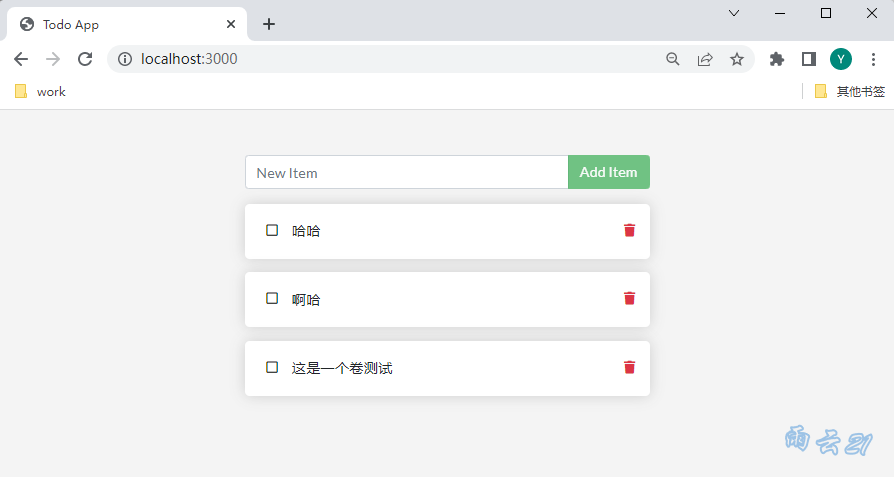 Todo App
localhost:3000
Y
work
其他书签
New Item
Add Item
哈哈
啊哈
这是一个卷测试
雨云21